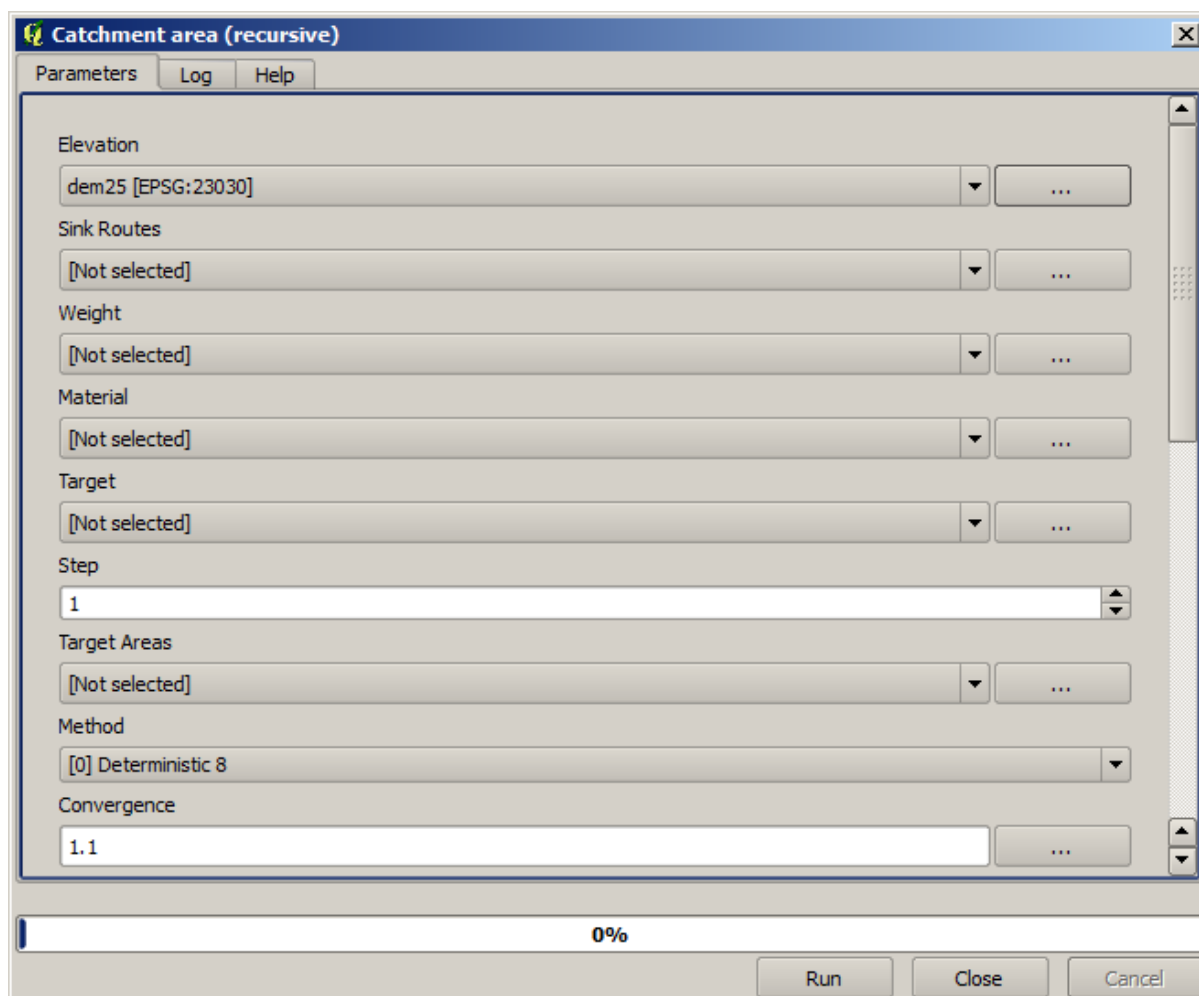 Catchment area (recursive)
Parameters Log Help
Elevation
dem25 [EPSG:23030] ...
Sink Routes
[Not selected] ...
Weight
[Not selected] ...
Material
[Not selected] ...
Target
[Not selected] ...
Step
1
Target Areas
[Not selected] ...
Method
[0] Deterministic 8
Convergence
1.1 ...
0%
Run Close Cancel